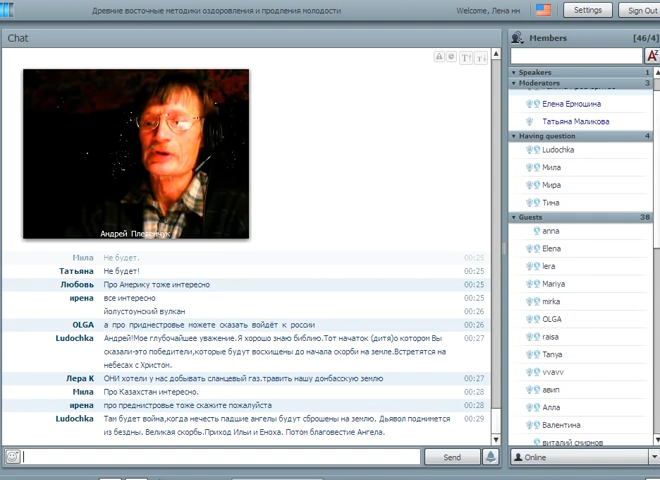 Древние восточные методики оздоровления и продления молодости
Welcome, Лена нн
Settings
Sign Out
Chat
Members
[46/4]
Speakers 1
Moderators 3
Елена Ермошина
Татьяна Маликова
Having question 4
Ludochka
Мила
Мира
Тина
Guests 38
anna
Elena
lera
Mariya
mirka
OLGA
raisa
Tanya
vvavv
авип
Алла
Валентина
виталий смирнов
Online
Андрей
Мила Не будет. 00:25
Татьяна Не будет! 00:25
Любовь Про Америку тоже интересно 00:25
ирена все интересно 00:25
йолоустунский вулкан 00:26
OLGA а про приднестровье можете сказать войдёт к россии 00:26
Ludochka Андрей!Мое глубочайшее уважение.Я хорошо знаю библию.Тот начаток (дитя)о котором Вы 00:27
сказали-это победители,которые будут восхищены до начала скорби на земле.Встретятся на
небесах с Христом.
Лера К ОНИ хотели у нас добывать сланцевый газ.травить нашу донбасскую землю 00:27
Мила Про Казахстан интересно. 00:28
ирена про преднистровье тоже скажите пожалуйста 00:28
Ludochka Там будет война,когда нечесть падшие ангелы будут сброшены на землю. Дьявол поднимется 00:29
из бездны. Великая скорбь.Приход Ильи и Еноха. Потом благовестие Ангела.
Send